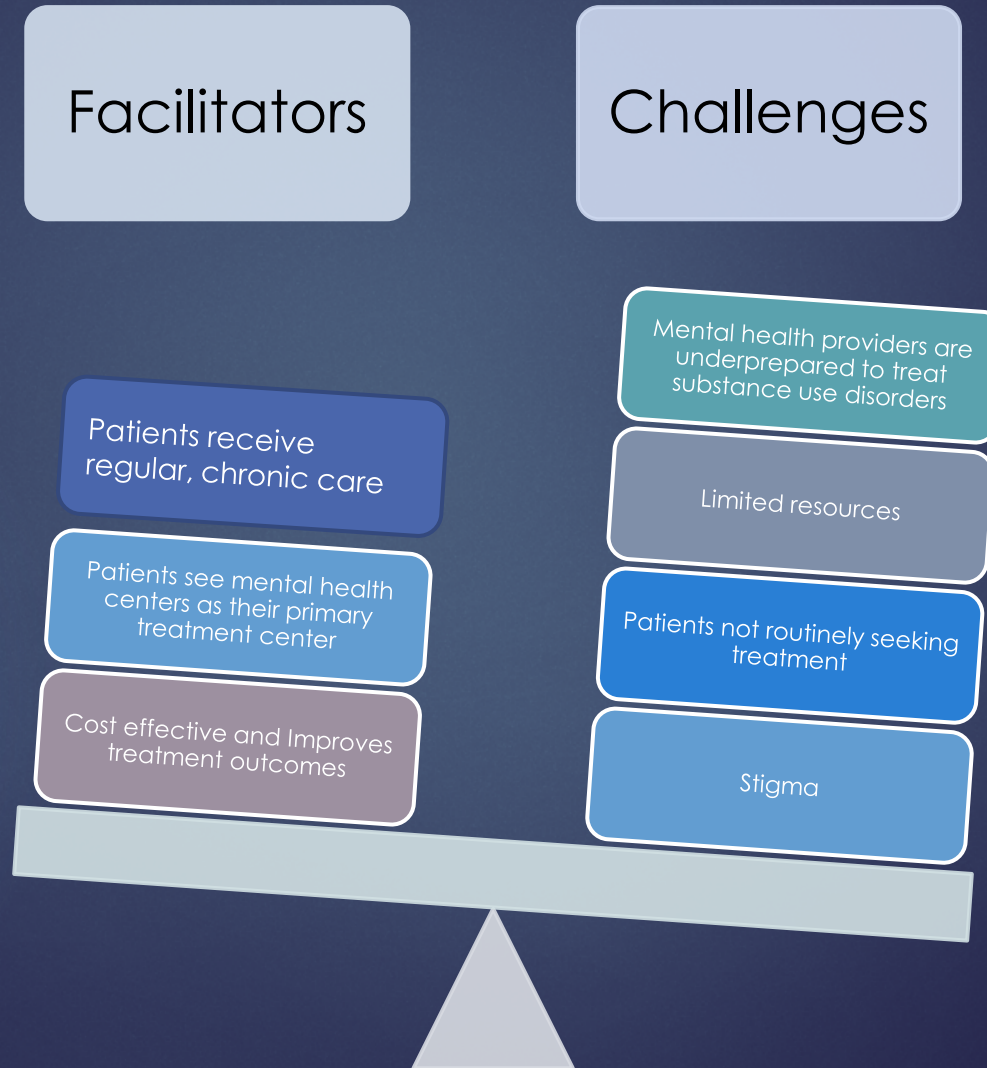 Facilitators
Challenges
Patients receive
regular, chronic care
Patients see mental health
centers as their primary
treatment center
Cost effective and Improves
treatment outcomes
Mental health providers are
underprepared to treat
substance use disorders
Limited resources
Patients not routinely seeking
treatment
Stigma